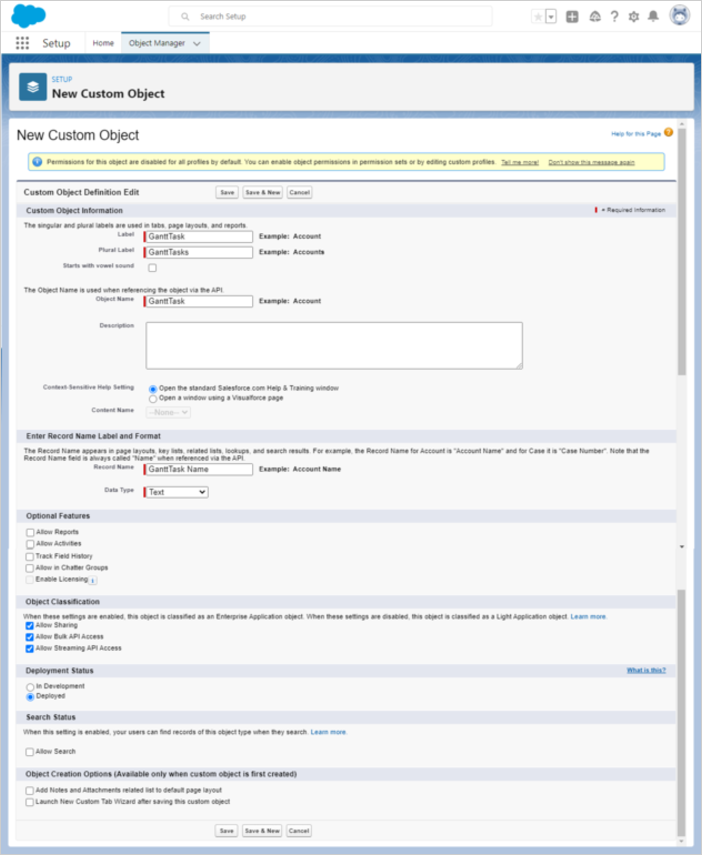 Search Setup
Setup
Home
Object Manager
SETUP
New Custom Object
New Custom Object
Help for this Page
Permissions for this object are disabled for all profiles by default. You can enable object permissions in permission sets or by editing custom profiles. Tell me more! Don't show this message again
Custom Object Definition Edit
Save
Save & New
Cancel
Custom Object Information
= Required Information
The singular and plural labels are used in tabs, page layouts, and reports.
Label
GanttTask
Example: Account
Plural Label
GanttTasks
Example: Accounts
Starts with vowel sound
The Object Name is used when referencing the object via the API.
Object Name
GanttTask
Example: Account
Description
Context-Sensitive Help Setting
Open the standard Salesforce.com Help & Training window
Open a window using a Visualforce page
Content Name
--None--
Enter Record Name Label and Format
The Record Name appears in page layouts, key lists, related lists, lookups, and search results. For example, the Record Name for Account is "Account Name" and for Case it is "Case Number". Note that the
Record Name field is always called "Name" when referenced via the API.
Record Name
GanttTask Name
Example: Account Name
Data Type
Text
Optional Features
Allow Reports
Allow Activities
Track Field History
Allow in Chatter Groups
Enable Licensing
Object Classification
When these settings are enabled, this object is classified as an Enterprise Application object. When these settings are disabled, this object is classified as a Light Application object. Learn more.
Allow Sharing
Allow Bulk API Access
Allow Streaming API Access
Deployment Status
What is this?
In Development
Deployed
Search Status
When this setting is enabled, your users can find records of this object type when they search. Learn more.
Allow Search
Object Creation Options (Available only when custom object is first created)
Add Notes and Attachments related list to default page layout
Launch New Custom Tab Wizard after saving this custom object
Save
Save & New
Cancel